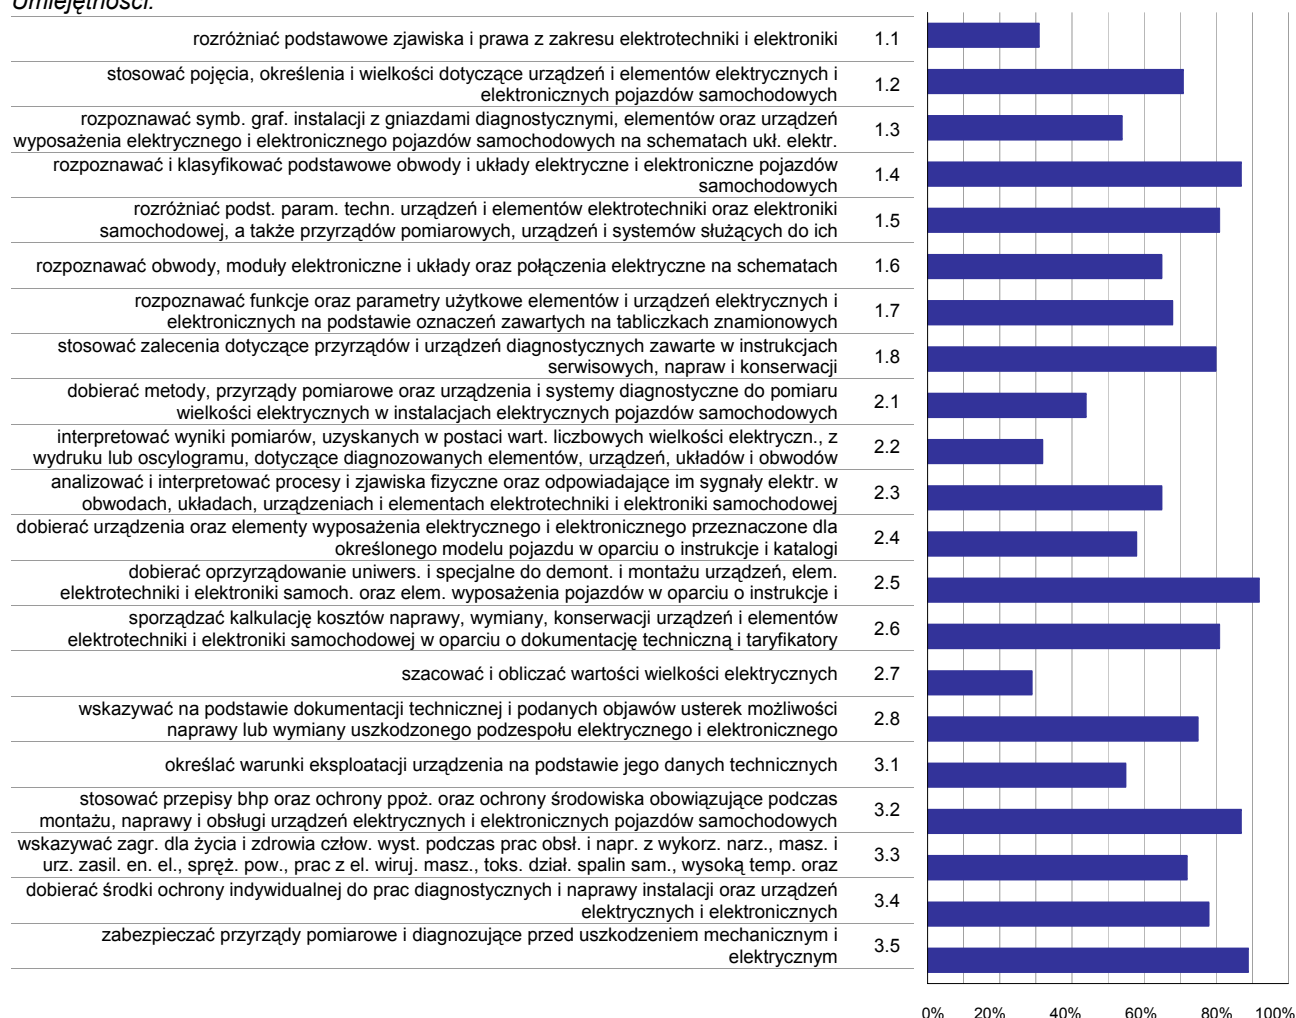 Umiejętności:
rozróżniać podstawowe zjawiska i prawa z zakresu elektrotechniki i elektroniki 1.1
stosować pojęcia, określenia i wielkości dotyczące urządzeń i elementów elektrycznych i
elektronicznych pojazdów samochodowych 1.2
rozpoznawać symb. graf. instalacji z gniazdami diagnostycznymi, elementów oraz urządzeń
wyposażenia elektrycznego i elektronicznego pojazdów samochodowych na schematach ukł. elektr. 1.3
rozpoznawać i klasyfikować podstawowe obwody i układy elektryczne i elektroniczne pojazdów
samochodowych 1.4
rozróżniać podst. param. techn. urządzeń i elementów elektrotechniki oraz elektroniki
samochodowej, a także przyrządów pomiarowych, urządzeń i systemów służących do ich 1.5
rozpoznawać obwody, moduły elektroniczne i układy oraz połączenia elektryczne na schematach 1.6
rozpoznawać funkcje oraz parametry użytkowe elementów i urządzeń elektrycznych i
elektronicznych na podstawie oznaczeń zawartych na tabliczkach znamionowych 1.7
stosować zalecenia dotyczące przyrządów i urządzeń diagnostycznych zawarte w instrukcjach
serwisowych, napraw i konserwacji 1.8
dobierać metody, przyrządy pomiarowe oraz urządzenia i systemy diagnostyczne do pomiaru
wielkości elektrycznych w instalacjach elektrycznych pojazdów samochodowych 2.1
interpretować wyniki pomiarów, uzyskanych w postaci wart. liczbowych wielkości elektryczn., z
wydruku lub oscylogramu, dotyczące diagnozowanych elementów, urządzeń, układów i obwodów 2.2
analizować i interpretować procesy i zjawiska fizyczne oraz odpowiadające im sygnały elektr. w
obwodach, układach, urządzeniach i elementach elektrotechniki i elektroniki samochodowej 2.3
dobierać urządzenia oraz elementy wyposażenia elektrycznego i elektronicznego przeznaczone dla
określonego modelu pojazdu w oparciu o instrukcje i katalogi 2.4
dobierać oprzyrządowanie uniwers. i specjalne do demont. i montażu urządzeń, elem.
elektrotechniki i elektroniki samoch. oraz elem. wyposażenia pojazdów w oparciu o instrukcje i 2.5
sporządzać kalkulację kosztów naprawy, wymiany, konserwacji urządzeń i elementów
elektrotechniki i elektroniki samochodowej w oparciu o dokumentację techniczną i taryfikatory 2.6
szacować i obliczać wartości wielkości elektrycznych 2.7
wskazywać na podstawie dokumentacji technicznej i podanych objawów usterek możliwości
naprawy lub wymiany uszkodzonego podzespołu elektrycznego i elektronicznego 2.8
określać warunki eksploatacji urządzenia na podstawie jego danych technicznych 3.1
stosować przepisy bhp oraz ochrony ppoż. oraz ochrony środowiska obowiązujące podczas
montażu, naprawy i obsługi urządzeń elektrycznych i elektronicznych pojazdów samochodowych 3.2
wskazywać zagr. dla życia i zdrowia człow. wyst. podczas prac obsł. i napr. z wykorz. narz., masz. i
urz. zasil. en. el., spręż. pow., prac z el. wiruj. masz., toks. dział. spalin sam., wysoką temp. oraz 3.3
dobierać środki ochrony indywidualnej do prac diagnostycznych i naprawy instalacji oraz urządzeń
elektrycznych i elektronicznych 3.4
zabezpieczać przyrządy pomiarowe i diagnozujące przed uszkodzeniem mechanicznym i
elektrycznym 3.5
0% 20% 40% 60% 80% 100%